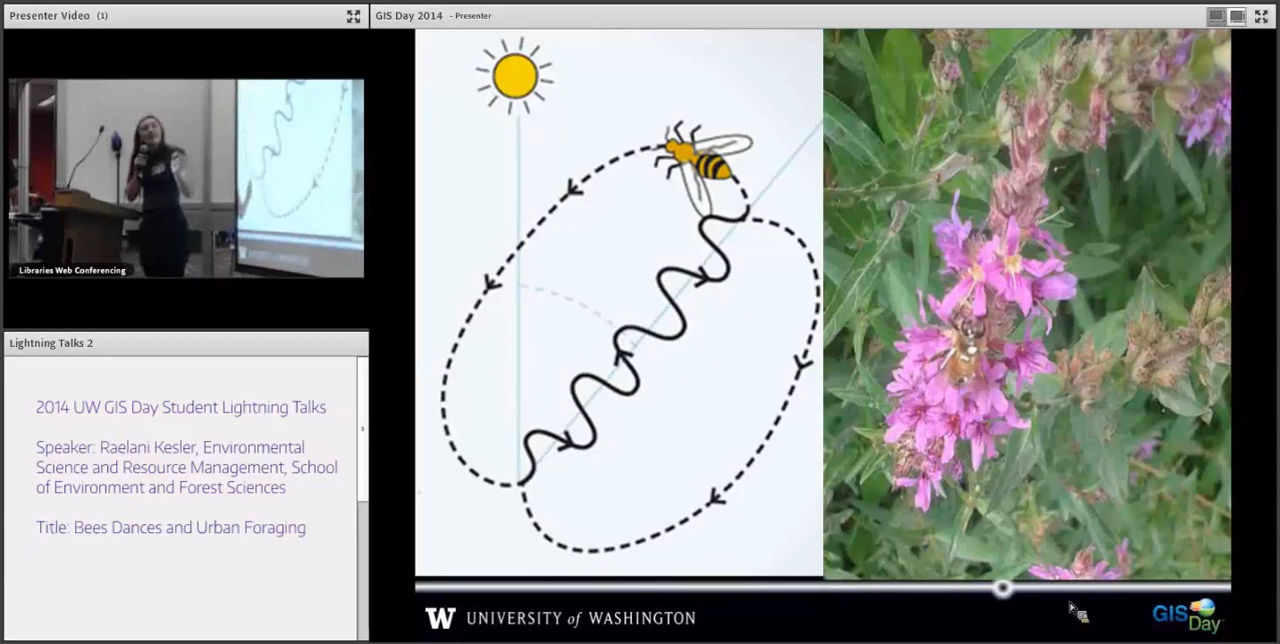 Presenter Video (1)
GIS Day 2014 - Presenter
Libraries Web Conferencing
Lightning Talks 2
2014 UW GIS Day Student Lightning Talks
Speaker: Raelani Kesler, Environmental
Science and Resource Management, School
of Environment and Forest Sciences
Title: Bees Dances and Urban Foraging
W UNIVERSITY of WASHINGTON
GIS
Day